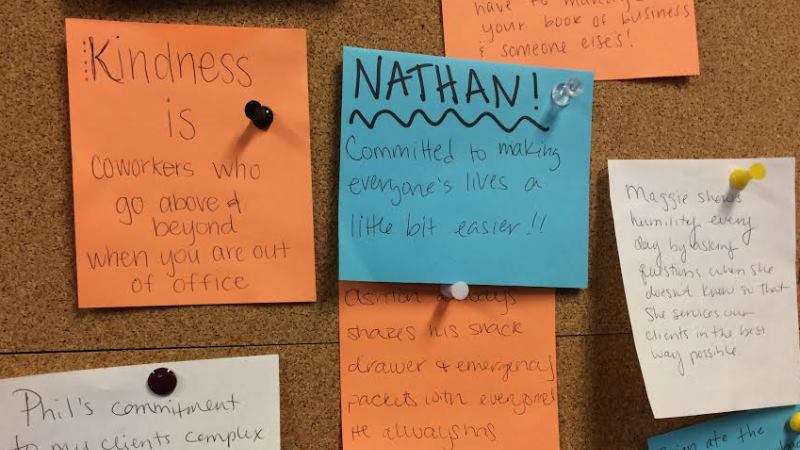 have to
your book of business
& someone else's!
Kindness
is
coworkers who
go above &
beyond
when you are out
of office
NATHAN!
Committed to making
everyone's lives a
little bit easier!!
Maggie shows
humility every
day by asking
questions when she
doesn't know so that
she services our
clients in the best
way possible.
always
shares his snack
drawer & emergency
packets with everyone!
He always has
Phil's commitment
to my clients complex
ate the